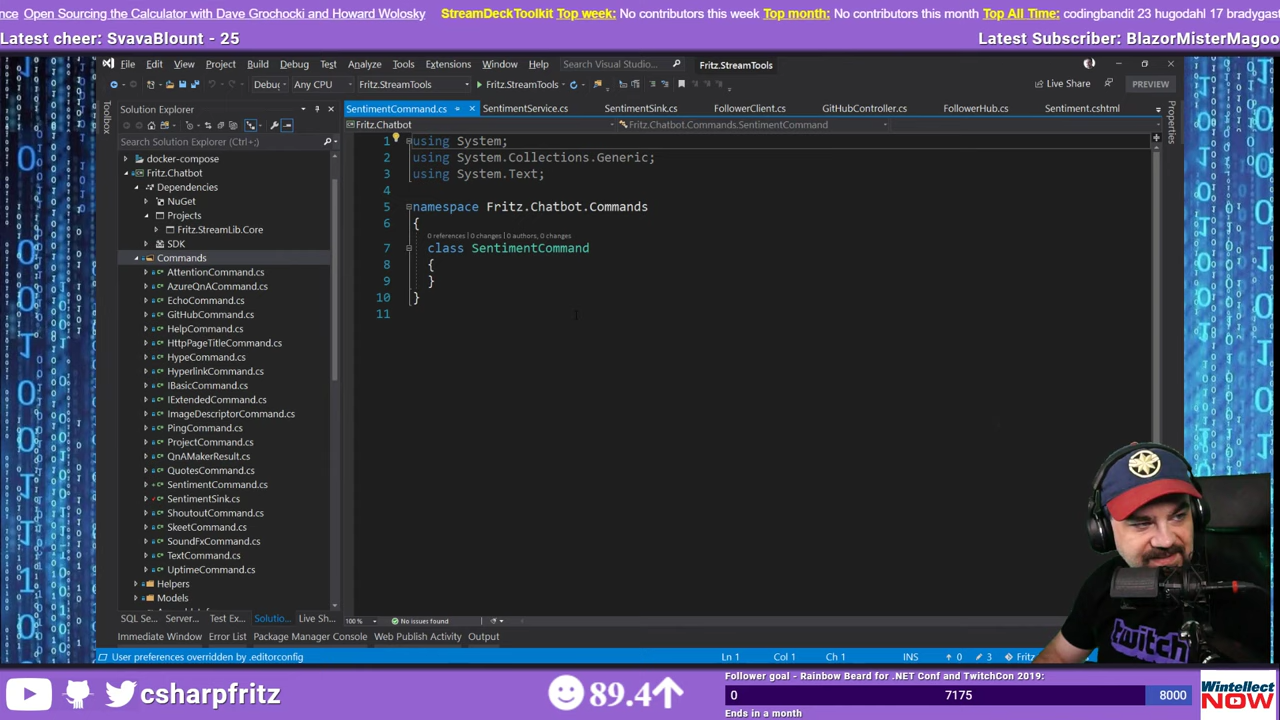 nce Open Sourcing the Calculator with Dave Grochocki and Howard Wolosky StreamDeckToolkit Top week: No contributors this week Top month: No contributors this month Top All Time: codingbandit 23 hugodahl 17 bradygas
Latest cheer: SvavaBlount - 25
Latest Subscriber: BlazorMisterMagoo
File Edit View Project Build Debug Test Analyze Tools Extensions Window Help Search Visual Studio Fritz.StreamTools
Debug Any CPU Fritz.StreamTools Fritz.StreamTools Live Share PREVIEW
Toolbox
Solution Explorer
Search Solution Explorer (Ctrl+;)
docker-compose
Fritz.Chatbot
Dependencies
NuGet
Projects
Fritz.StreamLib.Core
SDK
Commands
AttentionCommand.cs
AzureQnACommand.cs
EchoCommand.cs
GitHubCommand.cs
HelpCommand.cs
HttpPageTitleCommand.cs
HypeCommand.cs
HyperlinkCommand.cs
IBasicCommand.cs
IExtendedCommand.cs
ImageDescriptorCommand.cs
PingCommand.cs
ProjectCommand.cs
QnAMakerResult.cs
QuotesCommand.cs
SentimentCommand.cs
SentimentSink.cs
ShoutoutCommand.cs
SkeetCommand.cs
SoundFxCommand.cs
TextCommand.cs
UptimeCommand.cs
Helpers
Models
SQL Se... Server... Test Ex... Solutio... Live Sh...
SentimentCommand.cs SentimentService.cs SentimentSink.cs FollowerClient.cs GitHubController.cs FollowerHub.cs Sentiment.cshtml
Fritz.Chatbot Fritz.Chatbot.Commands.SentimentCommand
1 using System;
2 using System.Collections.Generic;
3 using System.Text;
4
5 namespace Fritz.Chatbot.Commands
6 {
0 references | 0 changes | 0 authors, 0 changes
7 class SentimentCommand
8 {
9 }
10 }
11
Properties
100 % No issues found
Immediate Window Error List Package Manager Console Web Publish Activity Output
User preferences overridden by .editorconfig Ln 1 Col 1 Ch 1 INS 0 3 Fritz
twitch
csharpfritz
89.4
Follower goal - Rainbow Beard for .NET Conf and TwitchCon 2019:
0 7175 8000
Ends in a month
Wintellect
NOW